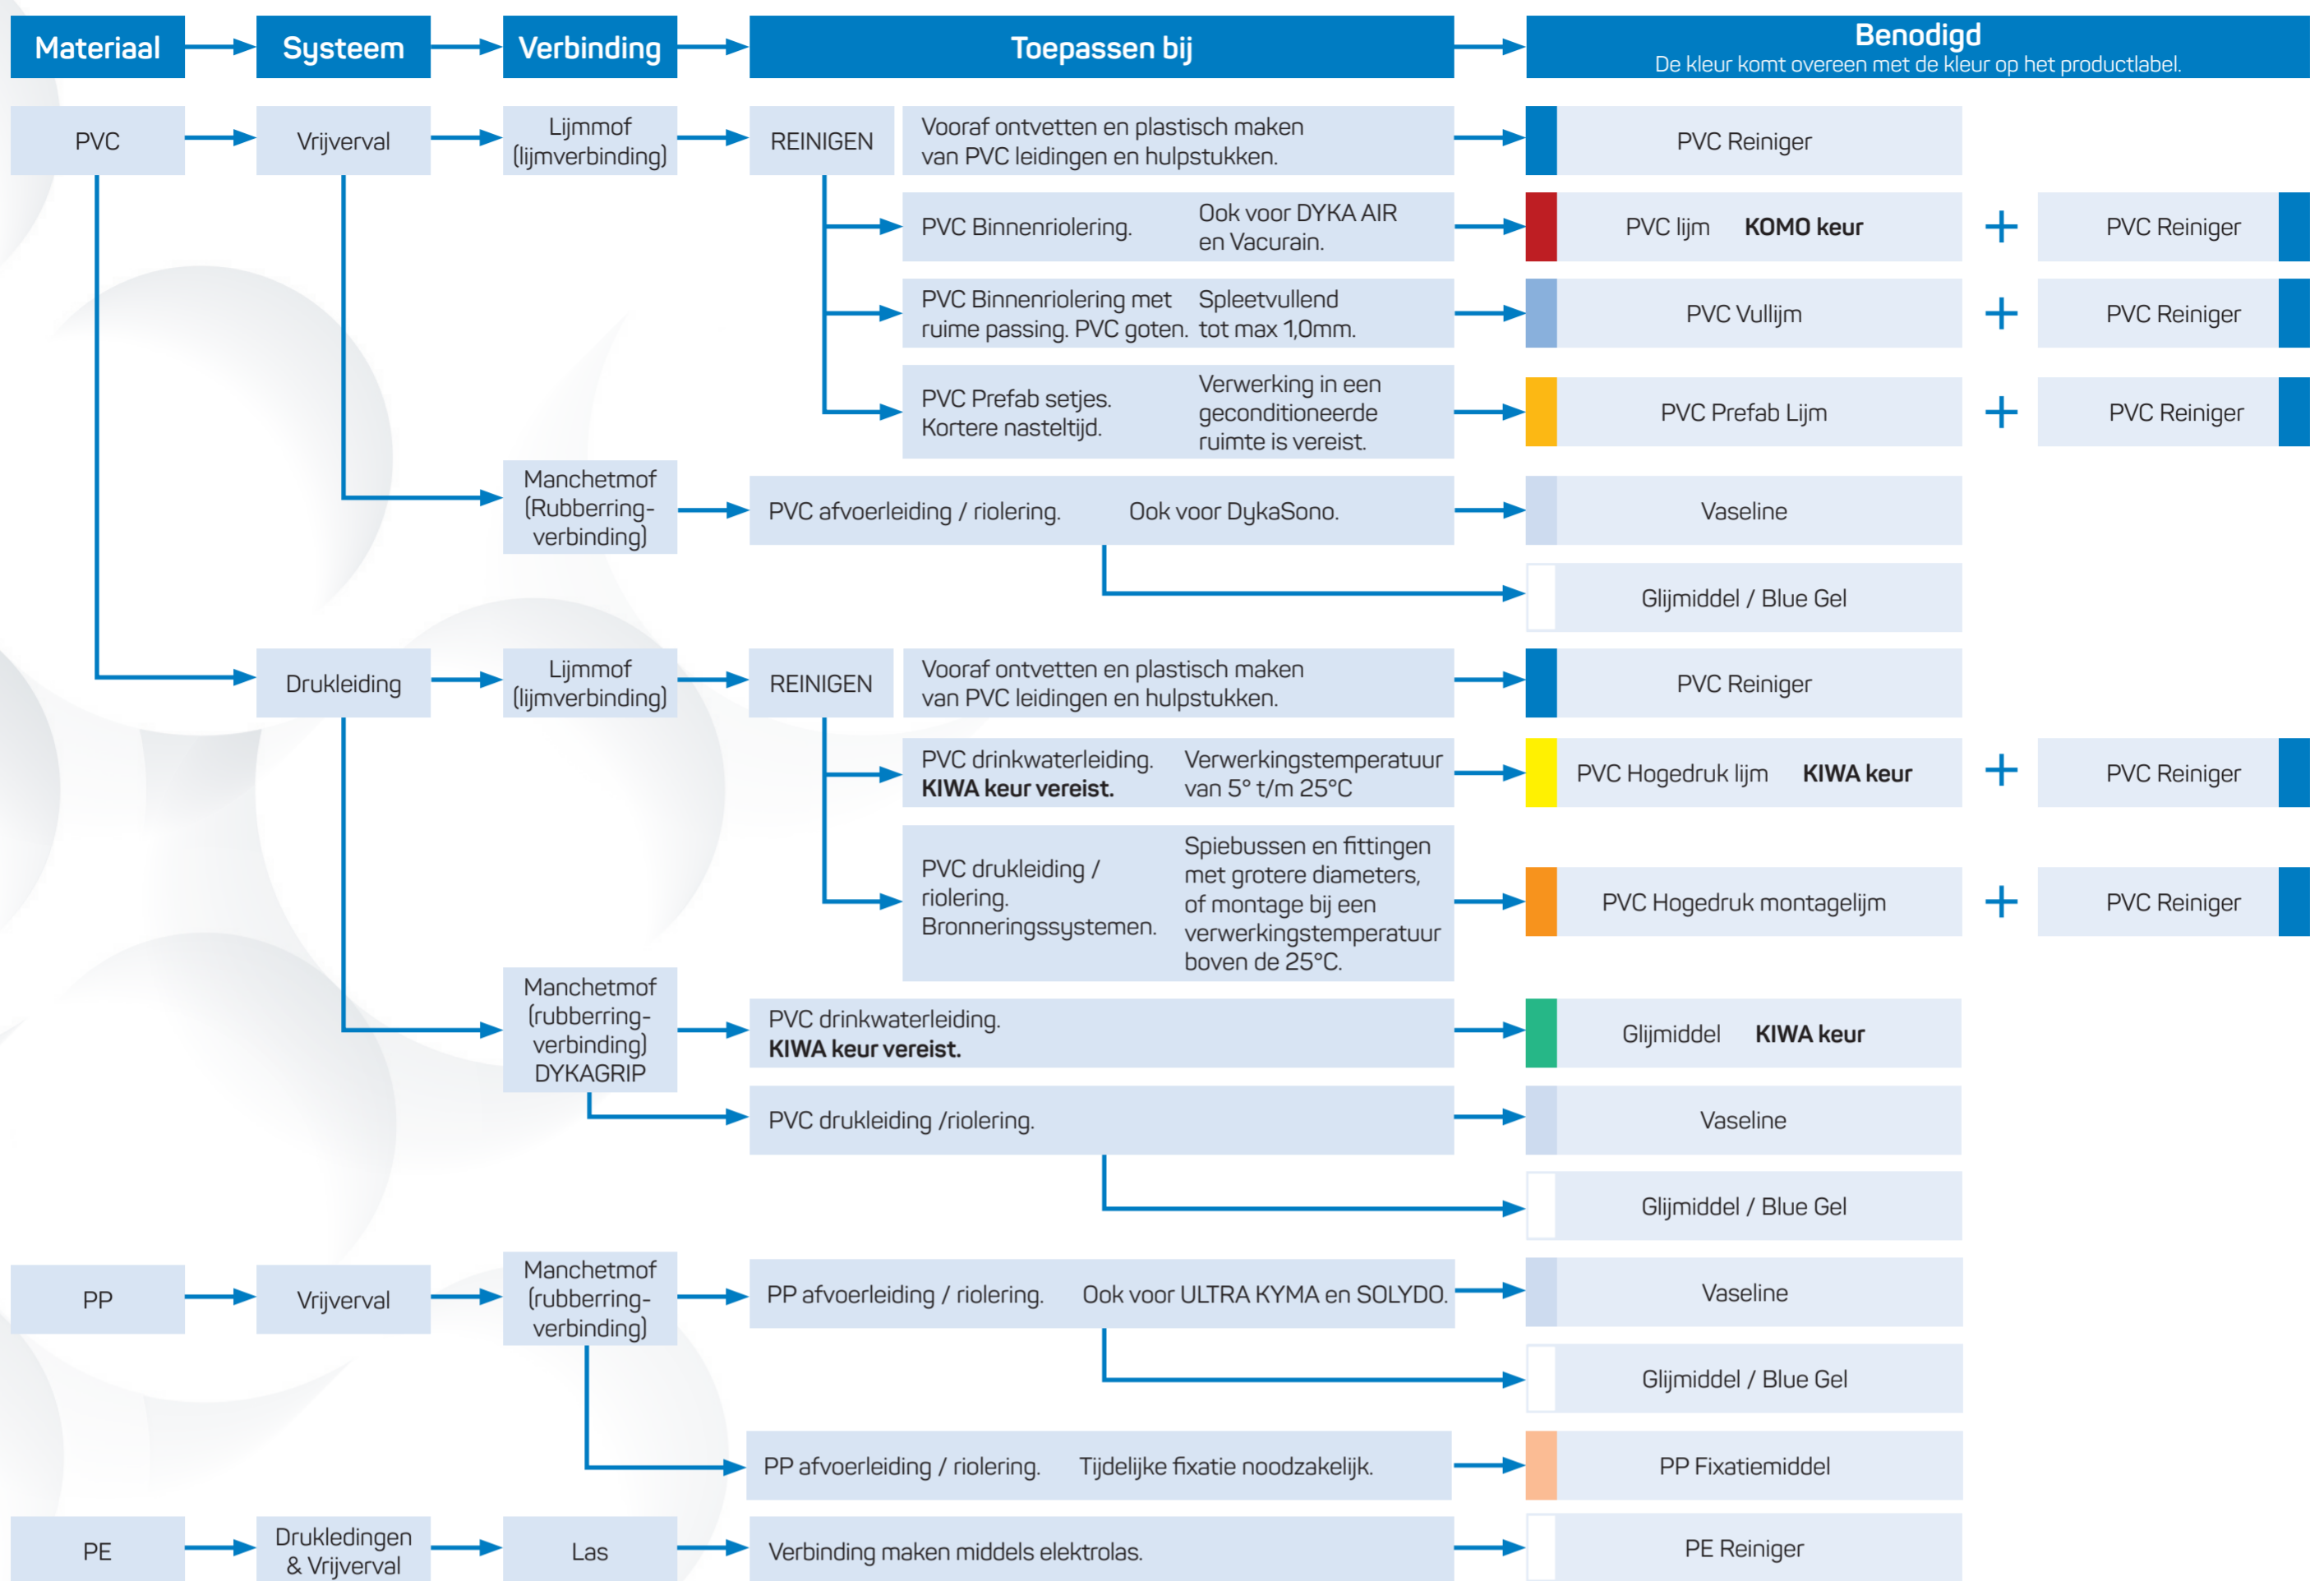 Materiaal
Systeem
Verbinding
Toepassen bij
Benodigd
De kleur komt overeen met de kleur op het productlabel.
PVC
Vrijverval
Lijmmof
(lijmverbinding)
REINIGEN
Vooraf ontvetten en plastisch maken
van PVC leidingen en hulpstukken.
PVC Reiniger
PVC Binnenriolering.
Ook voor DYKA AIR
en Vacurain.
PVC lijm KOMO keur
+
PVC Reiniger
PVC Binnenriolering met
ruime passing. PVC goten.
Spleetvullend
tot max 1,0mm.
PVC Vullijm
+
PVC Reiniger
PVC Prefab setjes.
Kortere nasteltijd.
Verwerking in een
geconditioneerde
ruimte is vereist.
PVC Prefab Lijm
+
PVC Reiniger
Manchetmof
(Rubberring-
verbinding)
PVC afvoerleiding / riolering.
Ook voor DykaSono.
Vaseline
Glijmiddel / Blue Gel
Drukleiding
Lijmmof
(lijmverbinding)
REINIGEN
Vooraf ontvetten en plastisch maken
van PVC leidingen en hulpstukken.
PVC Reiniger
PVC drinkwaterleiding.
KIWA keur vereist.
Verwerkingstemperatuur
van 5° t/m 25°C
PVC Hogedruk lijm KIWA keur
+
PVC Reiniger
PVC drukleiding /
riolering.
Bronneringssystemen.
Spiebussen en fittingen
met grotere diameters,
of montage bij een
verwerkingstemperatuur
boven de 25°C.
PVC Hogedruk montagelijm
+
PVC Reiniger
Manchetmof
(rubberring-
verbinding)
DYKAGRIP
PVC drinkwaterleiding.
KIWA keur vereist.
Glijmiddel KIWA keur
PVC drukleiding /riolering.
Vaseline
Glijmiddel / Blue Gel
PP
Vrijverval
Manchetmof
(rubberring-
verbinding)
PP afvoerleiding / riolering.
Ook voor ULTRA KYMA en SOLYDO.
Vaseline
Glijmiddel / Blue Gel
PP afvoerleiding / riolering.
Tijdelijke fixatie noodzakelijk.
PP Fixatiemiddel
PE
Drukledingen
& Vrijverval
Las
Verbinding maken middels elektrolas.
PE Reiniger